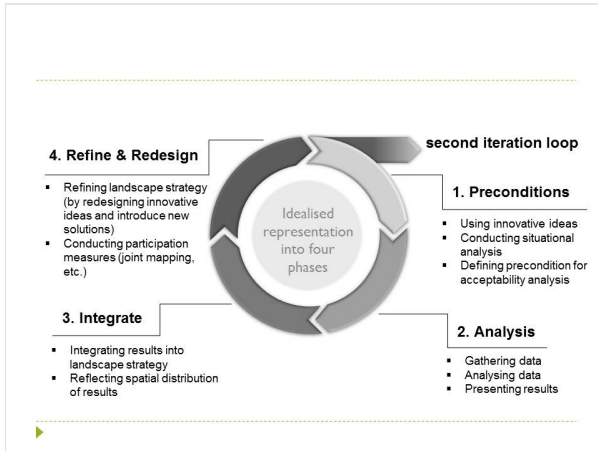 second iteration loop
1. Preconditions
▪ Using innovative ideas
▪ Conducting situational
analysis
▪ Defining precondition for
acceptability analysis
2. Analysis
▪ Gathering data
▪ Analysing data
▪ Presenting results
3. Integrate
▪ Integrating results into
landscape strategy
▪ Reflecting spatial distribution
of results
4. Refine & Redesign
▪ Refining landscape strategy
(by redesigning innovative
ideas and introduce new
solutions)
▪ Conducting participation
measures (joint mapping,
etc.)
Idealised
representation
into four
phases